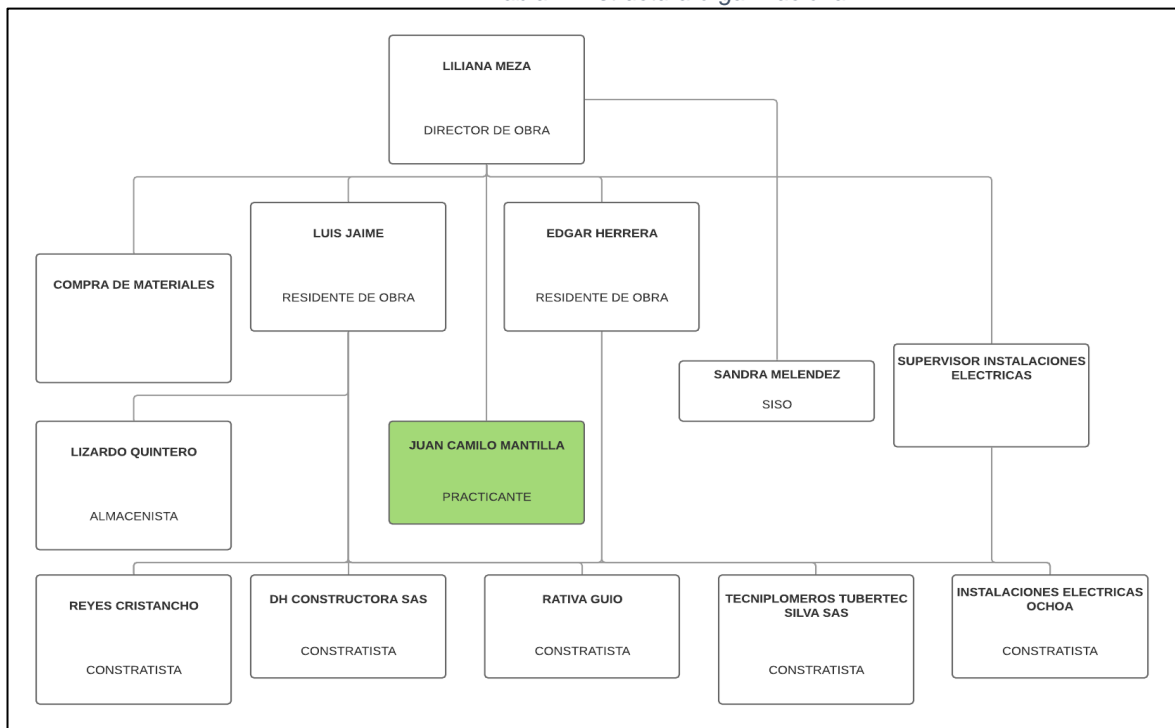 LILIANA MEZA
DIRECTOR DE OBRA
LUIS JAIME
RESIDENTE DE OBRA
EDGAR HERRERA
RESIDENTE DE OBRA
COMPRA DE MATERIALES
SUPERVISOR INSTALACIONES
ELECTRICAS
SANDRA MELENDEZ
SISO
LIZARDO QUINTERO
ALMACENISTA
JUAN CAMILO MANTILLA
PRACTICANTE
REYES CRISTANCHO
CONSTRATISTA
DH CONSTRUCTORA SAS
CONSTRATISTA
RATIVA GUIO
CONSTRATISTA
TECNIPLOMEROS TUBERTEC
SILVA SAS
CONSTRATISTA
INSTALACIONES ELECTRICAS
OCHOA
CONSTRATISTA